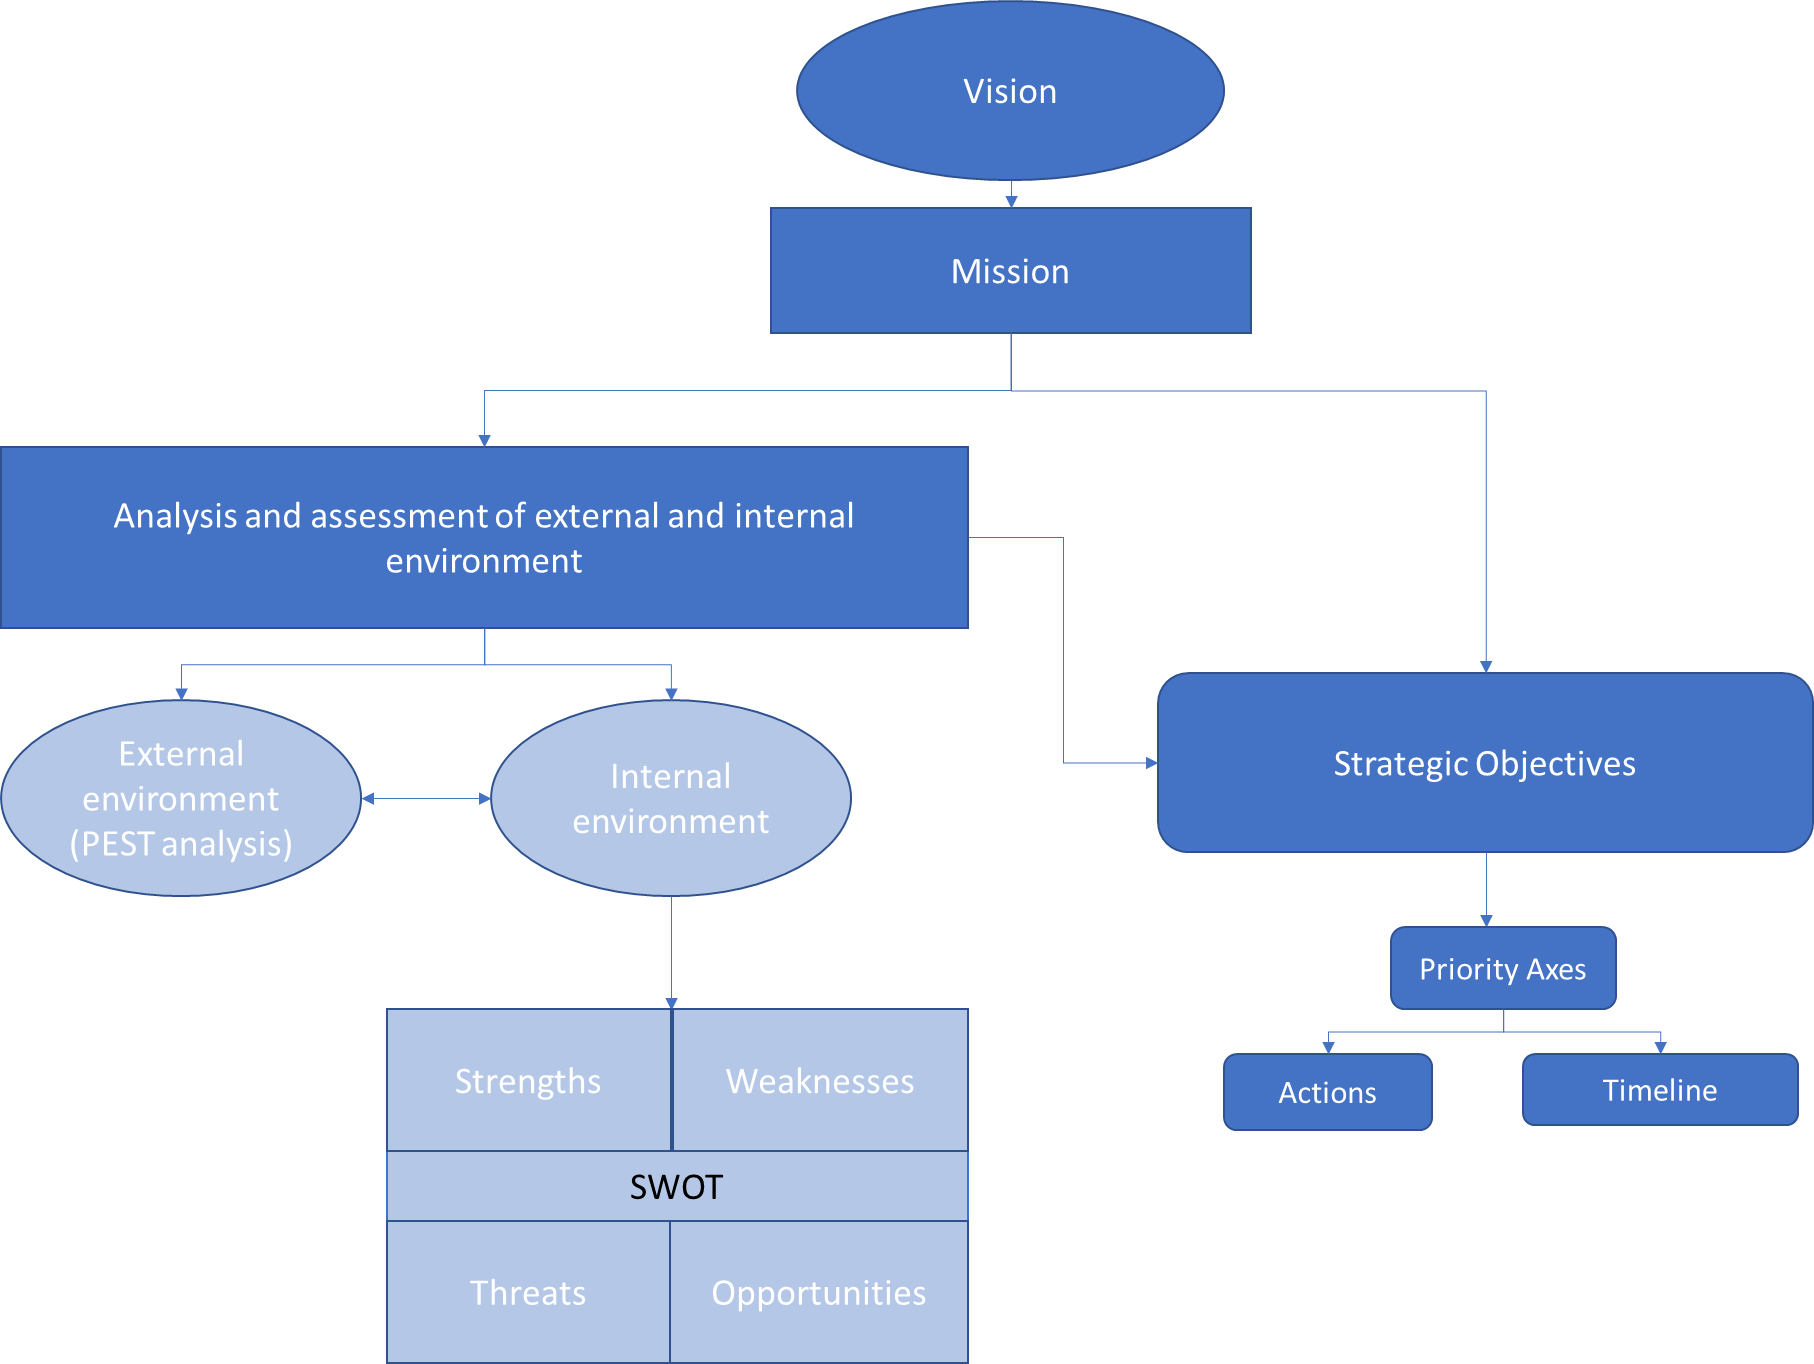 Vision
Mission
Analysis and assessment of external and internal
environment
External
environment
(PEST analysis)
Internal
environment
Strategic Objectives
Priority Axes
Actions
Timeline
Strengths
Weaknesses
SWOT
Threats
Opportunities